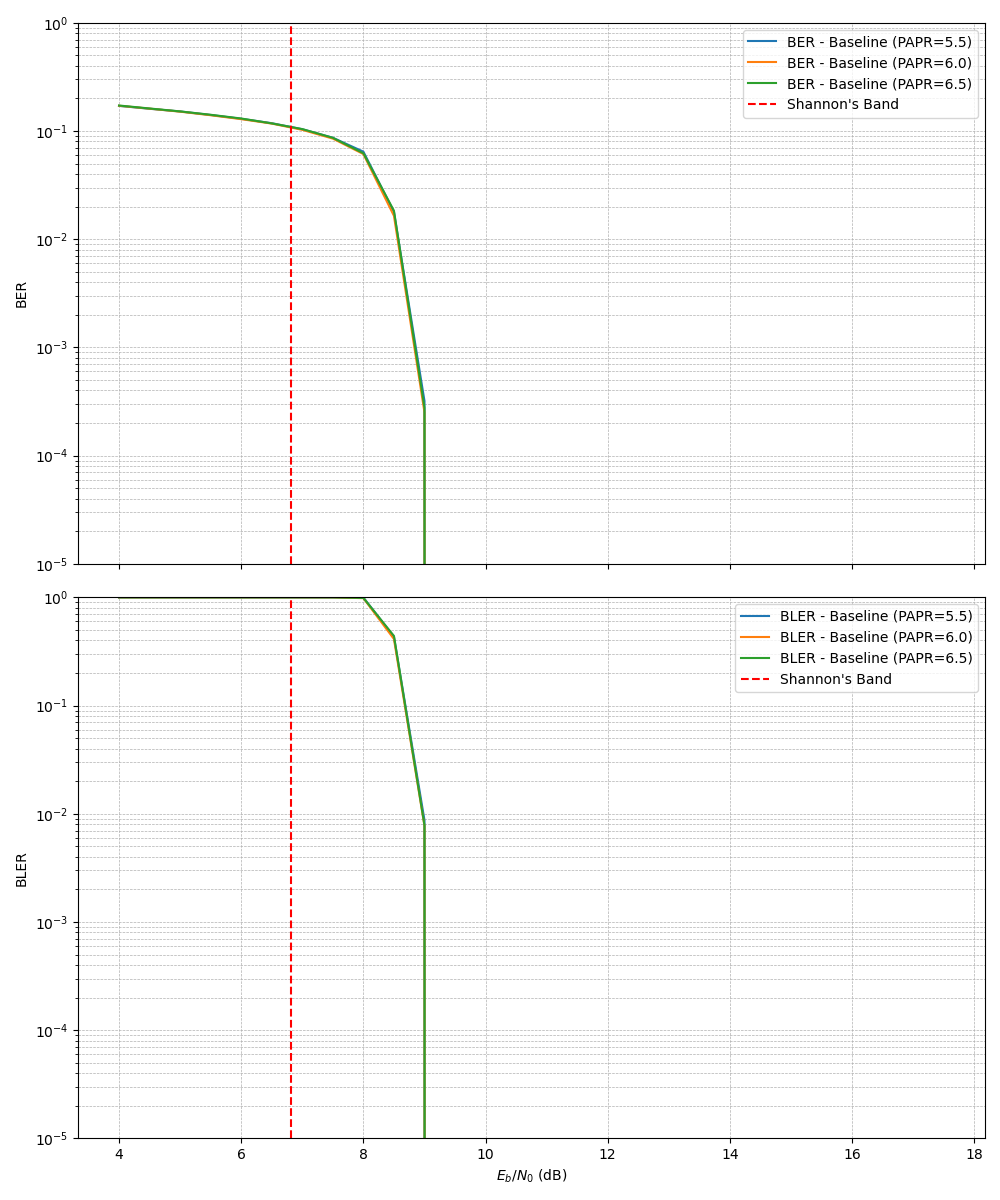 10^0
10^-1
10^-2
10^-3
10^-4
10^-5
BER
BER - Baseline (PAPR=5.5)
BER - Baseline (PAPR=6.0)
BER - Baseline (PAPR=6.5)
Shannon's Band
10^0
10^-1
10^-2
10^-3
10^-4
10^-5
BLER
BLER - Baseline (PAPR=5.5)
BLER - Baseline (PAPR=6.0)
BLER - Baseline (PAPR=6.5)
Shannon's Band
4 6 8 10 12 14 16 18
E_b/N_0 (dB)